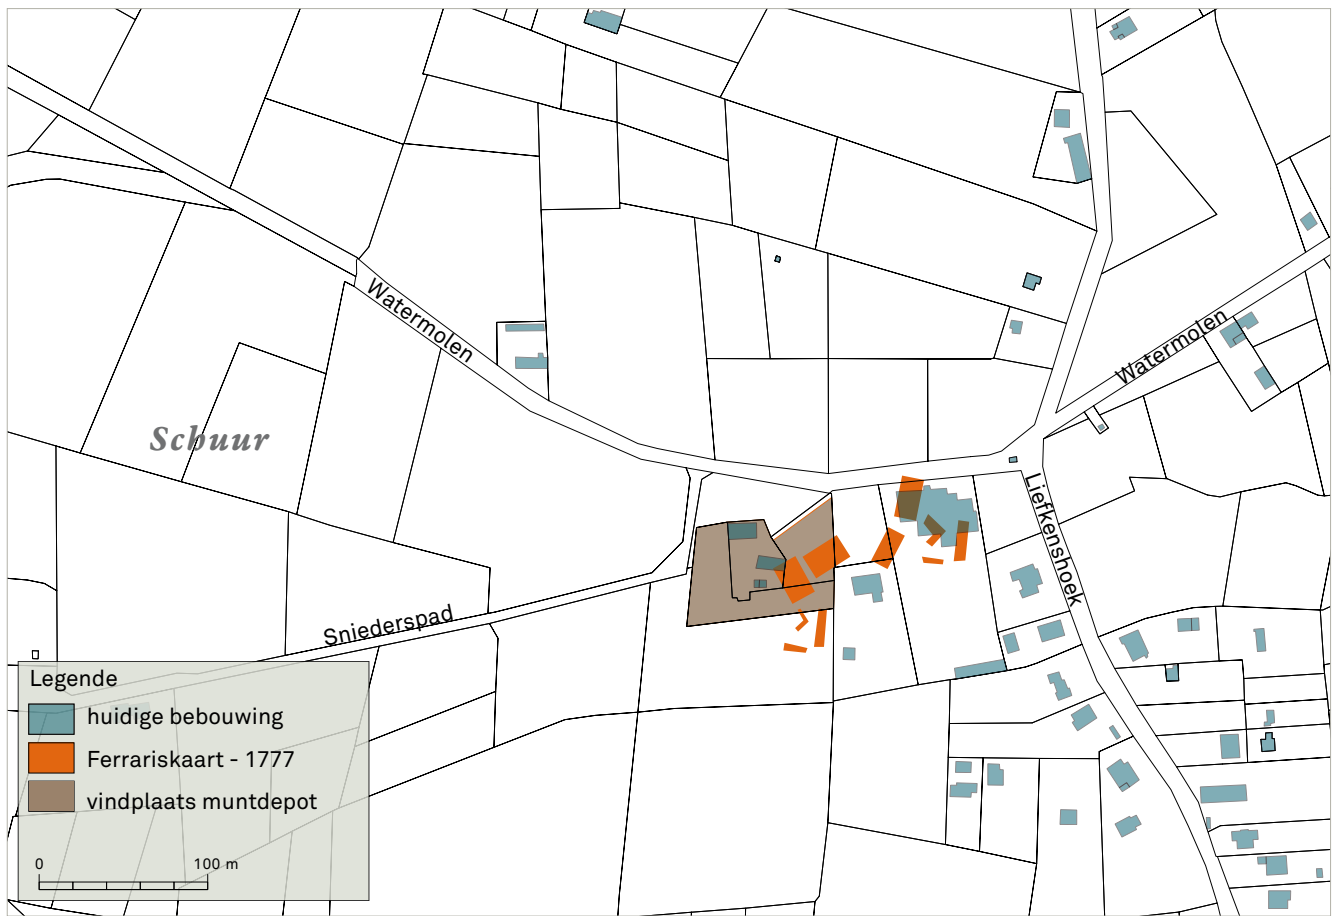 Watermolen
Watermolen
Schuur
Liefkenshoek
Sniederspad
Legende
huidige bebouwing
Ferrariskaart - 1777
vindplaats muntdepot
0 100 m